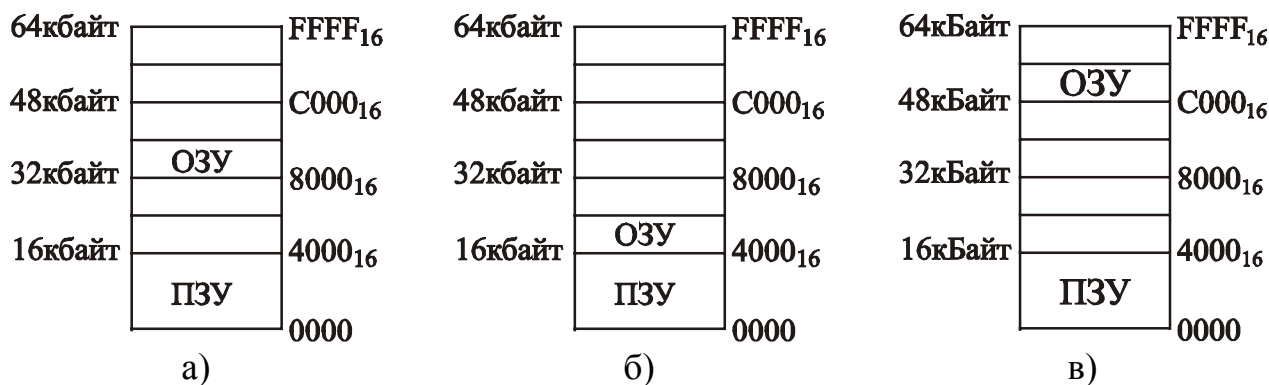 64кбайт FFFF₁₆ 64кбайт FFFF₁₆ 64кБайт FFFF₁₆
ОЗУ
48кбайт C000₁₆ 48кбайт C000₁₆ 48кБайт C000₁₆
ОЗУ
32кбайт 8000₁₆ 32кбайт 8000₁₆ 32кБайт 8000₁₆
ОЗУ
16кбайт 4000₁₆ 16кбайт 4000₁₆ 16кБайт 4000₁₆
ПЗУ ПЗУ ПЗУ
0000 0000 0000
а) б) в)